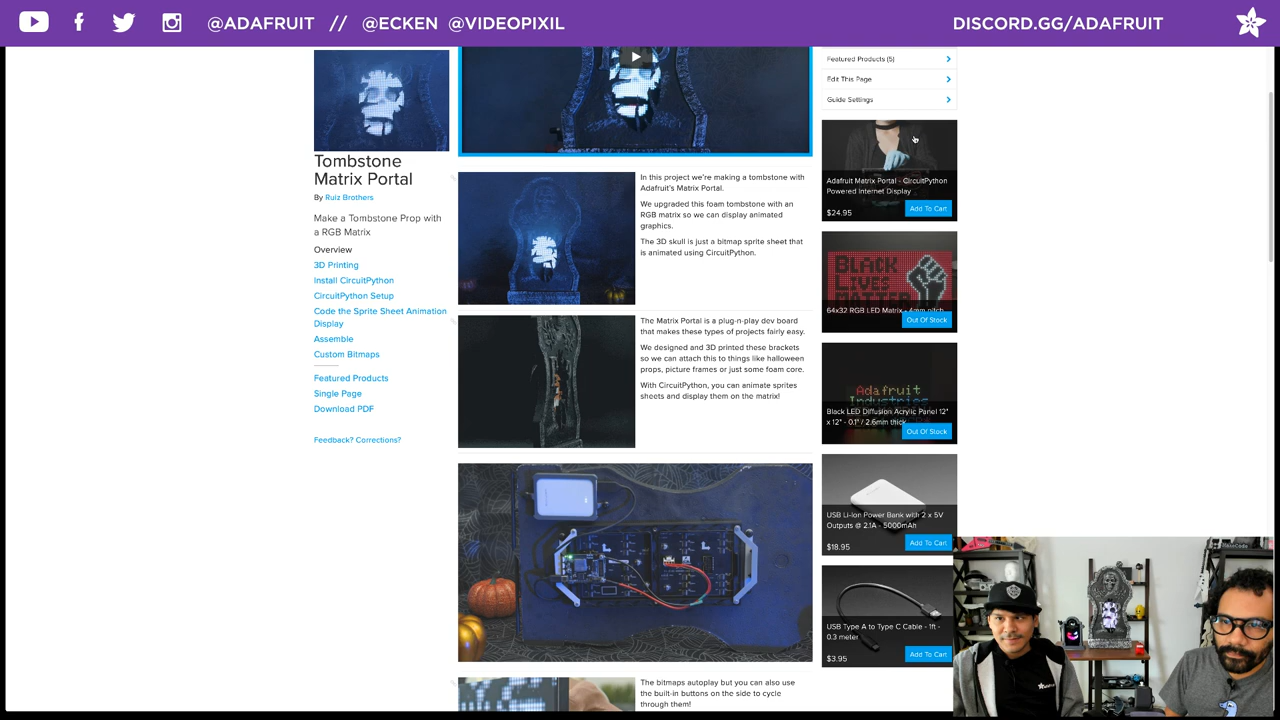 @ADAFRUIT // @ECKEN @VIDEOPIXIL
DISCORD.GG/ADAFRUIT
Tombstone
Matrix Portal
By Ruiz Brothers
Make a Tombstone Prop with
a RGB Matrix
Overview
3D Printing
Install CircuitPython
CircuitPython Setup
Code the Sprite Sheet Animation
Display
Assemble
Custom Bitmaps
Featured Products
Single Page
Download PDF
Feedback? Corrections?
In this project we're making a tombstone with
Adafruit's Matrix Portal.
We upgraded this foam tombstone with an
RGB matrix so we can display animated
graphics.
The 3D skull is just a bitmap sprite sheet that
is animated using CircuitPython.
The Matrix Portal is a plug-n-play dev board
that makes these types of projects fairly easy.
We designed and 3D printed these brackets
so we can attach this to things like halloween
props, picture frames or just some foam core.
With CircuitPython, you can animate sprites
sheets and display them on the matrix!
The bitmaps autoplay but you can also use
the built-in buttons on the side to cycle
through them!
Featured Products (5)
Edit This Page
Guide Settings
Adafruit Matrix Portal - CircuitPython
Powered Internet Display
$24.95
Add To Cart
BLACK
LIVES
MATTER
64x32 RGB LED Matrix - 4mm pitch
Out Of Stock
Adafruit
Industries
Black LED Diffusion Acrylic Panel 12"
x 12" - 0.1" / 2.6mm thick
Out Of Stock
USB Li-Ion Power Bank with 2 x 5V
Outputs @ 2.1A - 5000mAh
$18.95
Add To Cart
USB Type A to Type C Cable - 1ft -
0.3 meter
$3.95
Add To Cart